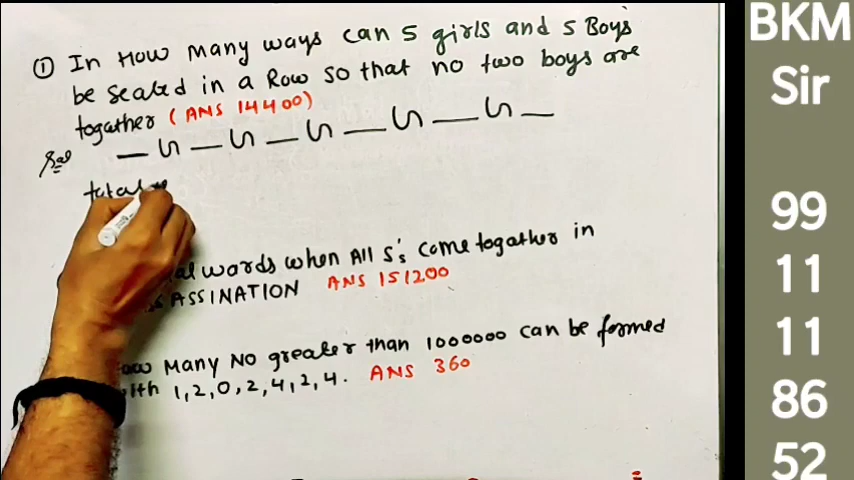 ① In How many ways can 5 girls and 5 Boys
be seated in a Row so that no two boys are
togather (ANS 14400)
Sol
total
words when All S's come together in
ASSINATION ANS 151200
How Many NO greater than 1000000 can be formed
with 1,2,0,2,4,2,4. ANS 360
BKM
Sir
99
11
11
86
52